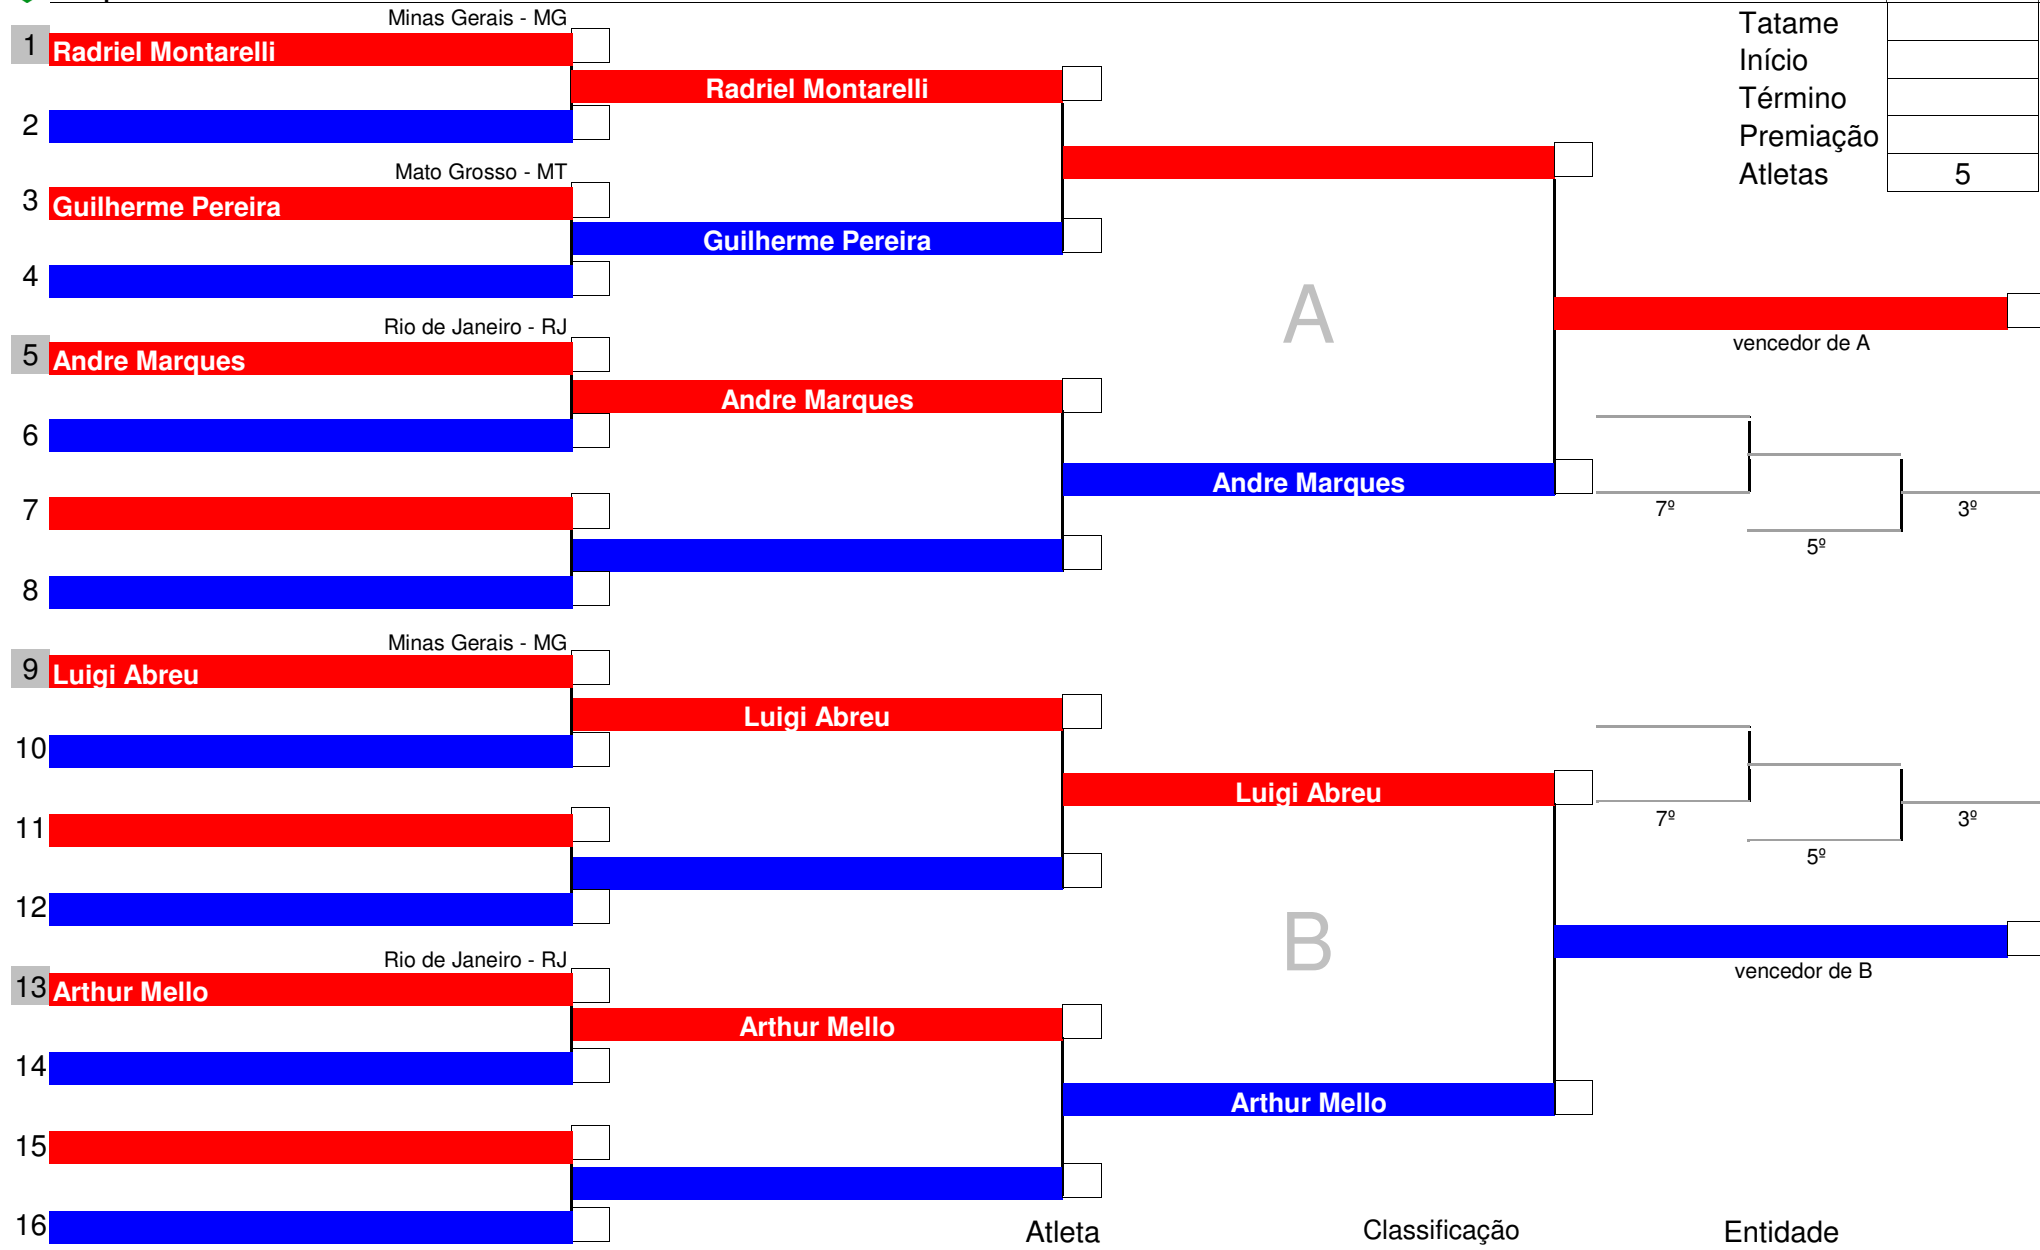 Minas Gerais - MG
1 Radriel Montarelli
2
Mato Grosso - MT
3 Guilherme Pereira
4
Rio de Janeiro - RJ
5 Andre Marques
6
7
8
Minas Gerais - MG
9 Luigi Abreu
10
11
12
Rio de Janeiro - RJ
13 Arthur Mello
14
15
16
Radriel Montarelli
Guilherme Pereira
Andre Marques
Luigi Abreu
Arthur Mello
A
Andre Marques
Luigi Abreu
B
Arthur Mello
Tatame
Início
Término
Premiação
Atletas 5
vencedor de A
7º
5º
3º
7º
5º
3º
vencedor de B
Atleta Classificação Entidade